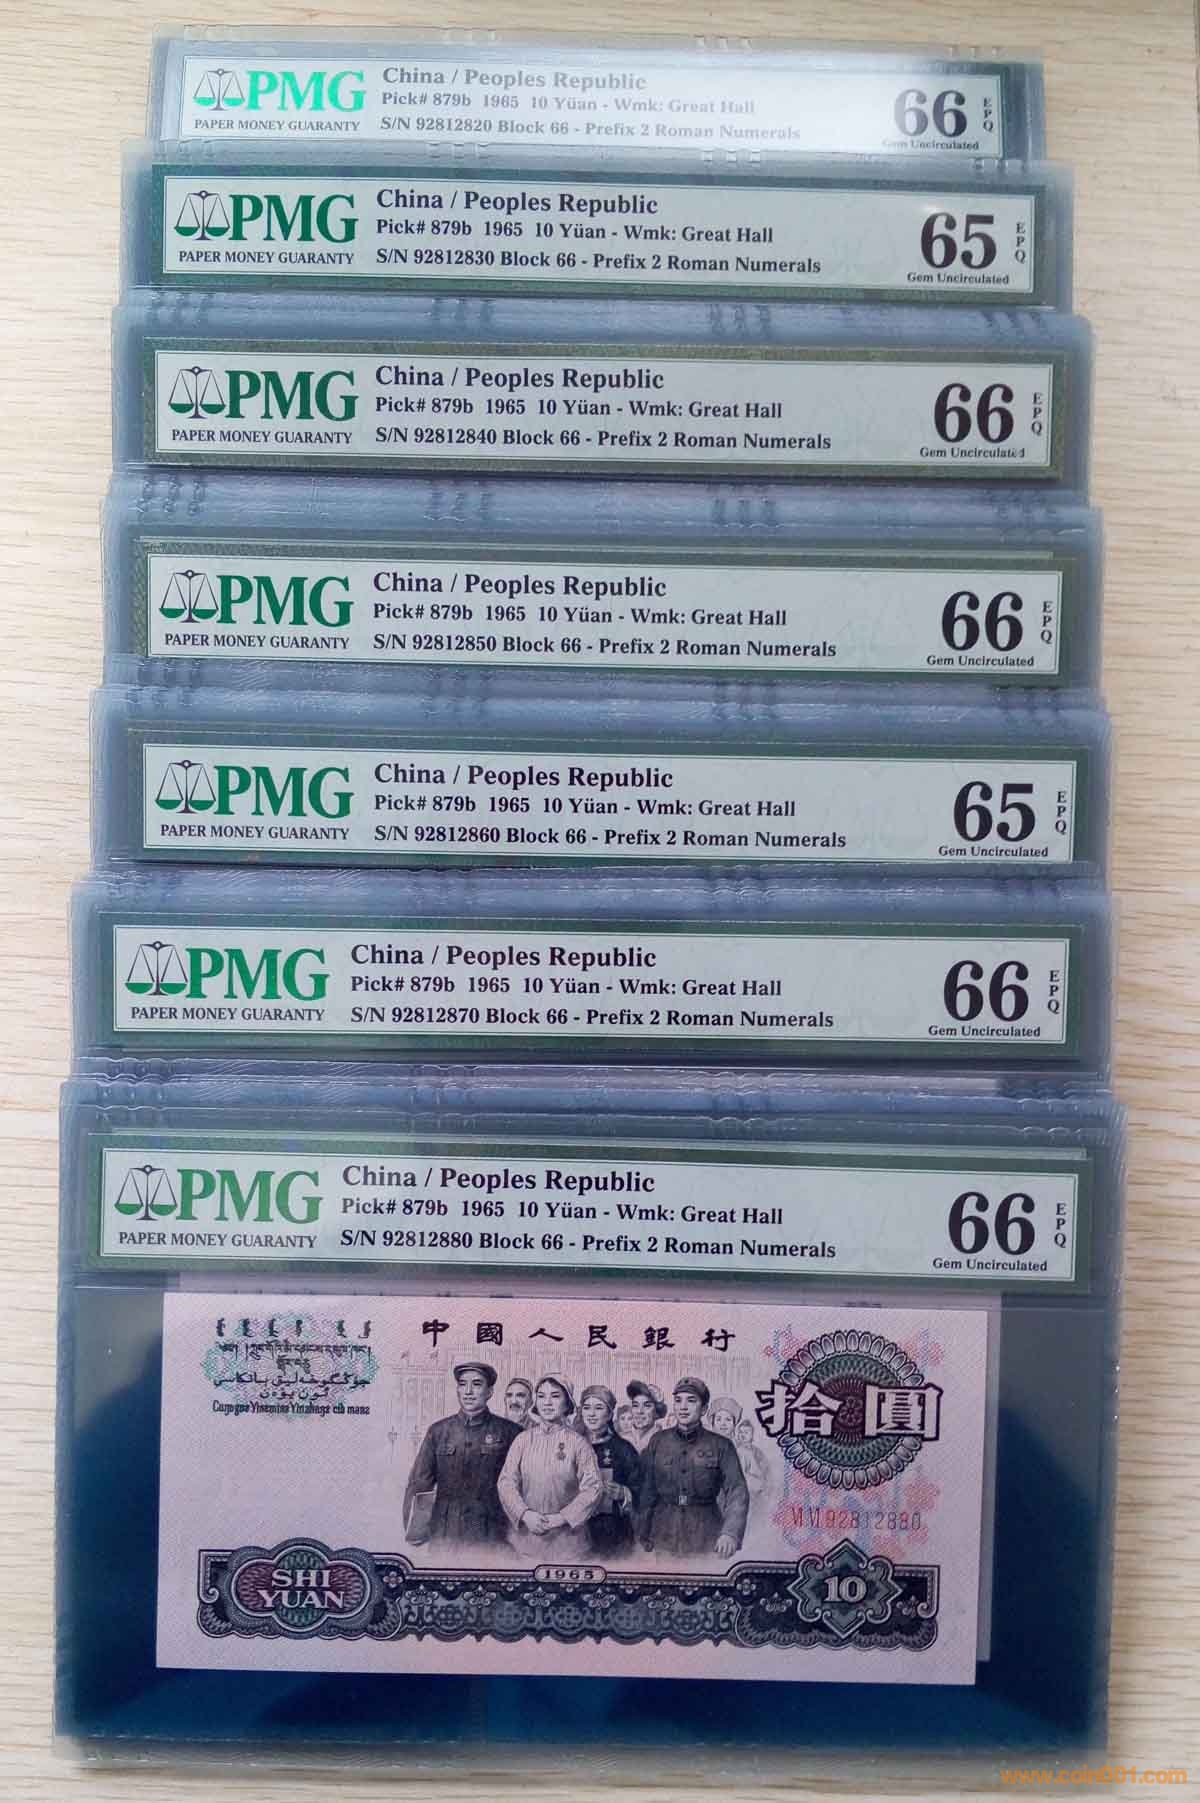 PMG
PAPER MONEY GUARANTY
China / Peoples Republic
Pick# 879b 1965 10 Yüan - Wmk: Great Hall
S/N 92812820 Block 66 - Prefix 2 Roman Numerals
66
EPQ
Gem Uncirculated
PMG
PAPER MONEY GUARANTY
China / Peoples Republic
Pick# 879b 1965 10 Yüan - Wmk: Great Hall
S/N 92812830 Block 66 - Prefix 2 Roman Numerals
65
EPQ
Gem Uncirculated
PMG
PAPER MONEY GUARANTY
China / Peoples Republic
Pick# 879b 1965 10 Yüan - Wmk: Great Hall
S/N 92812840 Block 66 - Prefix 2 Roman Numerals
66
EPQ
Gem Uncirculated
PMG
PAPER MONEY GUARANTY
China / Peoples Republic
Pick# 879b 1965 10 Yüan - Wmk: Great Hall
S/N 92812850 Block 66 - Prefix 2 Roman Numerals
66
EPQ
Gem Uncirculated
PMG
PAPER MONEY GUARANTY
China / Peoples Republic
Pick# 879b 1965 10 Yüan - Wmk: Great Hall
S/N 92812860 Block 66 - Prefix 2 Roman Numerals
65
EPQ
Gem Uncirculated
PMG
PAPER MONEY GUARANTY
China / Peoples Republic
Pick# 879b 1965 10 Yüan - Wmk: Great Hall
S/N 92812870 Block 66 - Prefix 2 Roman Numerals
66
EPQ
Gem Uncirculated
PMG
PAPER MONEY GUARANTY
China / Peoples Republic
Pick# 879b 1965 10 Yüan - Wmk: Great Hall
S/N 92812880 Block 66 - Prefix 2 Roman Numerals
66
EPQ
Gem Uncirculated
中國人民銀行
拾圓
92812880
1965
SHI
YUAN
10
www.coin001.com